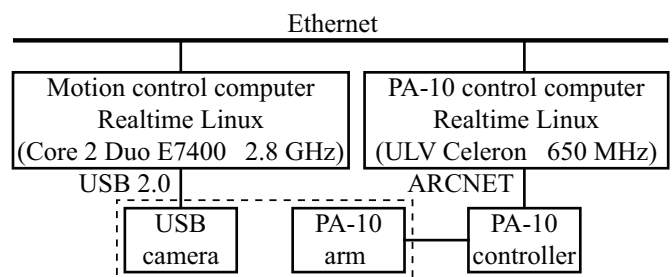 Ethernet
Motion control computer
Realtime Linux
(Core 2 Duo E7400 2.8 GHz)
PA-10 control computer
Realtime Linux
(ULV Celeron 650 MHz)
USB 2.0
ARCNET
USB
camera
PA-10
arm
PA-10
controller